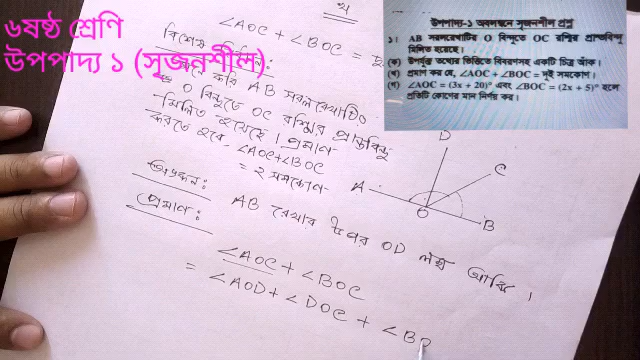 ৬ষষ্ঠ শ্রেণি
উপপাদ্য ১ (সৃজনশীল)
উপপাদ্য-১ অবলম্বনে সৃজনশীল প্রশ্ন
১। AB সরলরেখাটির O বিন্দুতে OC রশ্মির প্রান্তবিন্দু
মিলিত হয়েছে।
(ক) উপর্যুক্ত তথ্যের ভিত্তিতে বিবরণসহ একটি চিত্র আঁক।
(খ) প্রমাণ কর যে, ∠AOC + ∠BOC = দুই সমকোণ।
(গ) ∠AOC = (3x + 20)° এবং ∠BOC = (2x + 5)° হলে
প্রতিটি কোণের মান নির্ণয় কর।
খ
∠AOC + ∠BOC =
বিশেষ
মনে করি AB সরলরেখাটির
O বিন্দুতে OC রশ্মির প্রান্তবিন্দু
মিলিত হয়েছে। প্রমাণ
করতে হবে, ∠AOC+∠BOC
= ২ সমকোণ
D
C
A
O
B
অঙ্কন: AB রেখার উপর OD লম্ব আঁকি।
প্রমাণ:
∠AOC + ∠BOC
= ∠AOD + ∠DOC + ∠BO